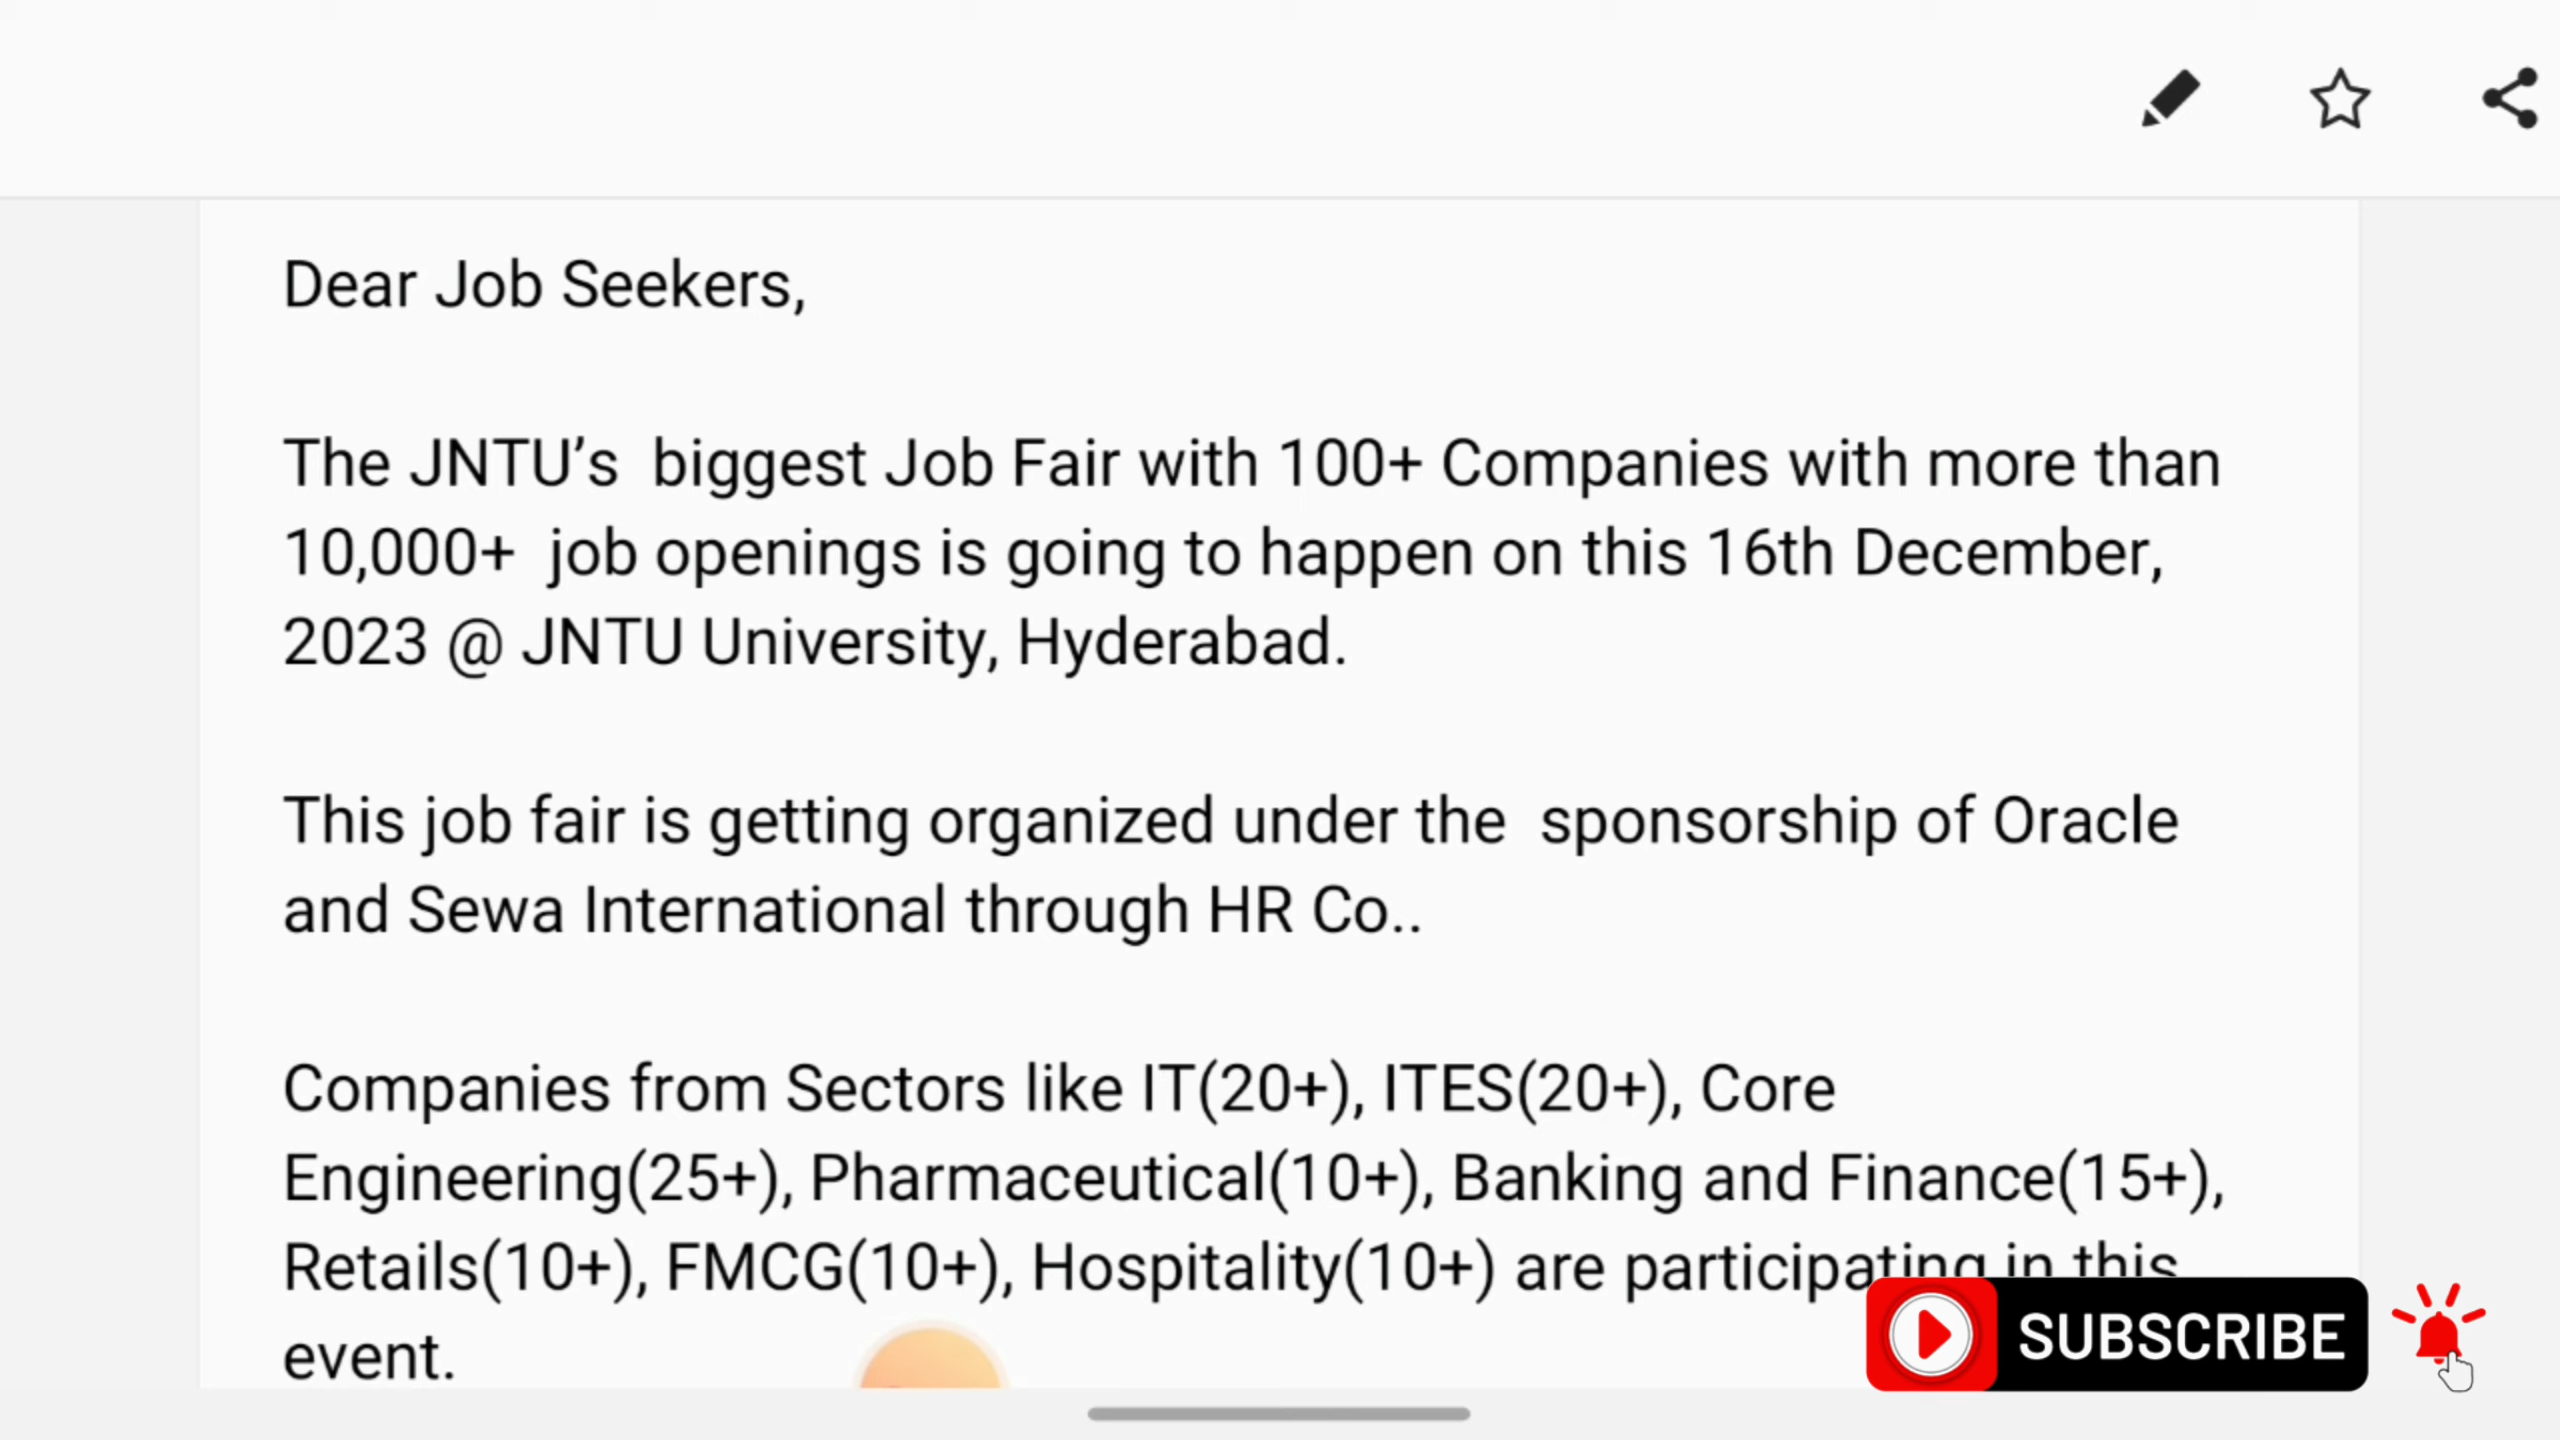 Dear Job Seekers,
The JNTU’s  biggest Job Fair with 100+ Companies with more than
10,000+  job openings is going to happen on this 16th December,
2023 @ JNTU University, Hyderabad.
This job fair is getting organized under the  sponsorship of Oracle
and Sewa International through HR Co..
Companies from Sectors like IT(20+), ITES(20+), Core
Engineering(25+), Pharmaceutical(10+), Banking and Finance(15+),
Retails(10+), FMCG(10+), Hospitality(10+) are participating in this
event.
SUBSCRIBE